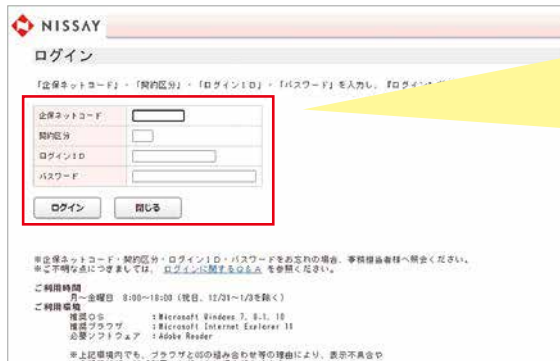 NISSAY
ログイン
「企保ネットコード」・「契約区分」・「ログインID」・「パスワード」を入力し、「ログイン
企保ネットコード
契約区分
ログインID
パスワード
ログイン 閉じる
※企保ネットコード・契約区分・ログインID・パスワードをお忘れの場合、事務担当者様へ照会ください。
※ご不明な点につきましては、ログインに関するQ&Aを参照ください。
ご利用時間
月～金曜日 8:00～18:00（祝日、12/31～1/3を除く）
ご利用環境
推奨OS :Microsoft Windows 7, 8.1, 10
推奨ブラウザ :Microsoft Internet Explorer 11
必要ソフトウェア :Adobe Reader
※上記環境内でも、ブラウザとOSの組み合わせ等の理由により、表示不具合や